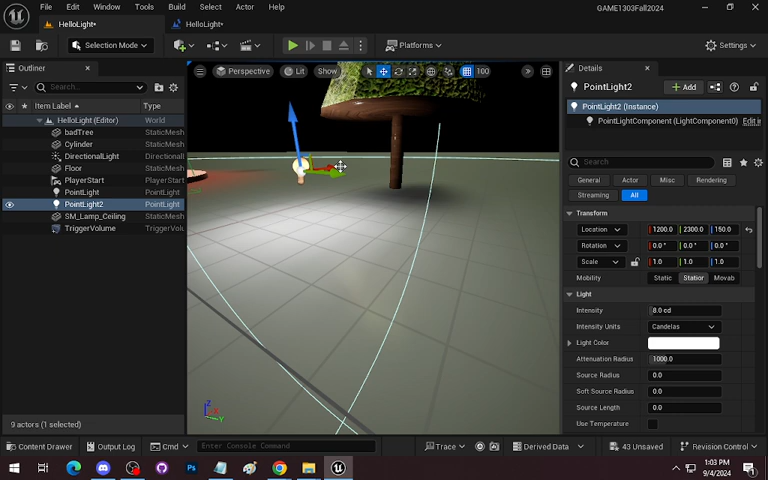 File Edit Window Tools Build Select Actor Help
GAME1303Fall2024
HelloLight*
HelloLight*
Selection Mode
Platforms
Settings
Outliner
Details
Perspective
Lit
Show
100
PointLight2
Add
Search...
Item Label
Type
PointLight2 (Instance)
PointLightComponent (LightComponent0)
Edit in
HelloLight (Editor)
World
badTree
StaticMesh
Cylinder
StaticMesh
DirectionalLight
Directional
Floor
StaticMesh
PlayerStart
PlayerStart
PointLight
PointLight
PointLight2
PointLight
SM_Lamp_Ceiling
StaticMesh
TriggerVolume
TriggerVolu
Search
General Actor Misc Rendering
Streaming All
Transform
Location 1200.0 2300.0 150.0
Rotation 0.0° 0.0° 0.0°
Scale 1.0 1.0 1.0
Mobility Static Station Movab
Light
Intensity 8.0 cd
Intensity Units Candelas
Light Color
Attenuation Radius 1000.0
Source Radius 0.0
Soft Source Radius 0.0
Source Length 0.0
Use Temperature
Z
X
Y
9 actors (1 selected)
Content Drawer Output Log Cmd Enter Console Command Trace Derived Data 43 Unsaved Revision Control
1:03 PM
9/4/2024